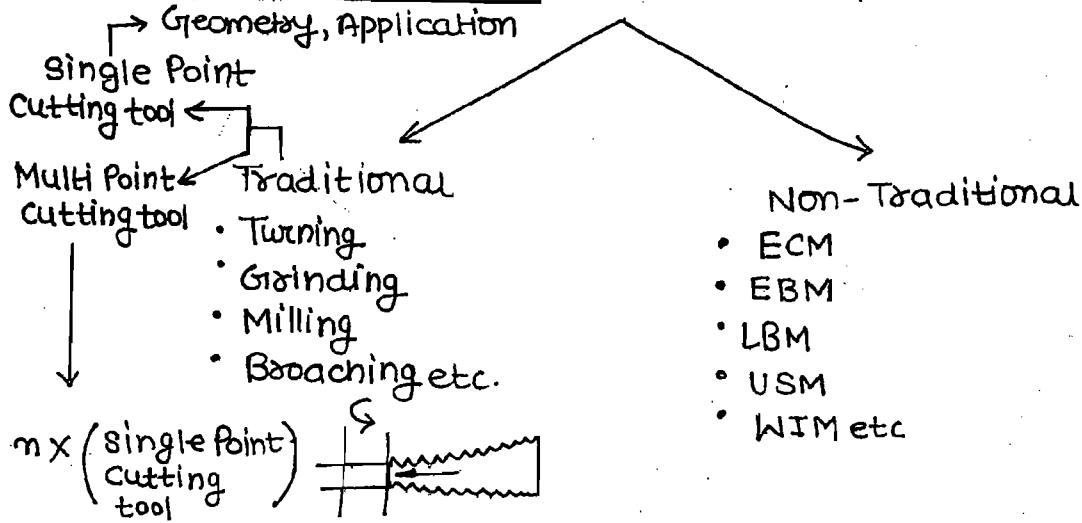 Geometry, Application
Single Point
Cutting tool
Multi Point
Cutting tool
Traditional
• Turning
• Grinding
• Milling
• Broaching etc.
n× (Single Point
Cutting
tool)
Non-Traditional
• ECM
• EBM
• LBM
• USM
• WIM etc